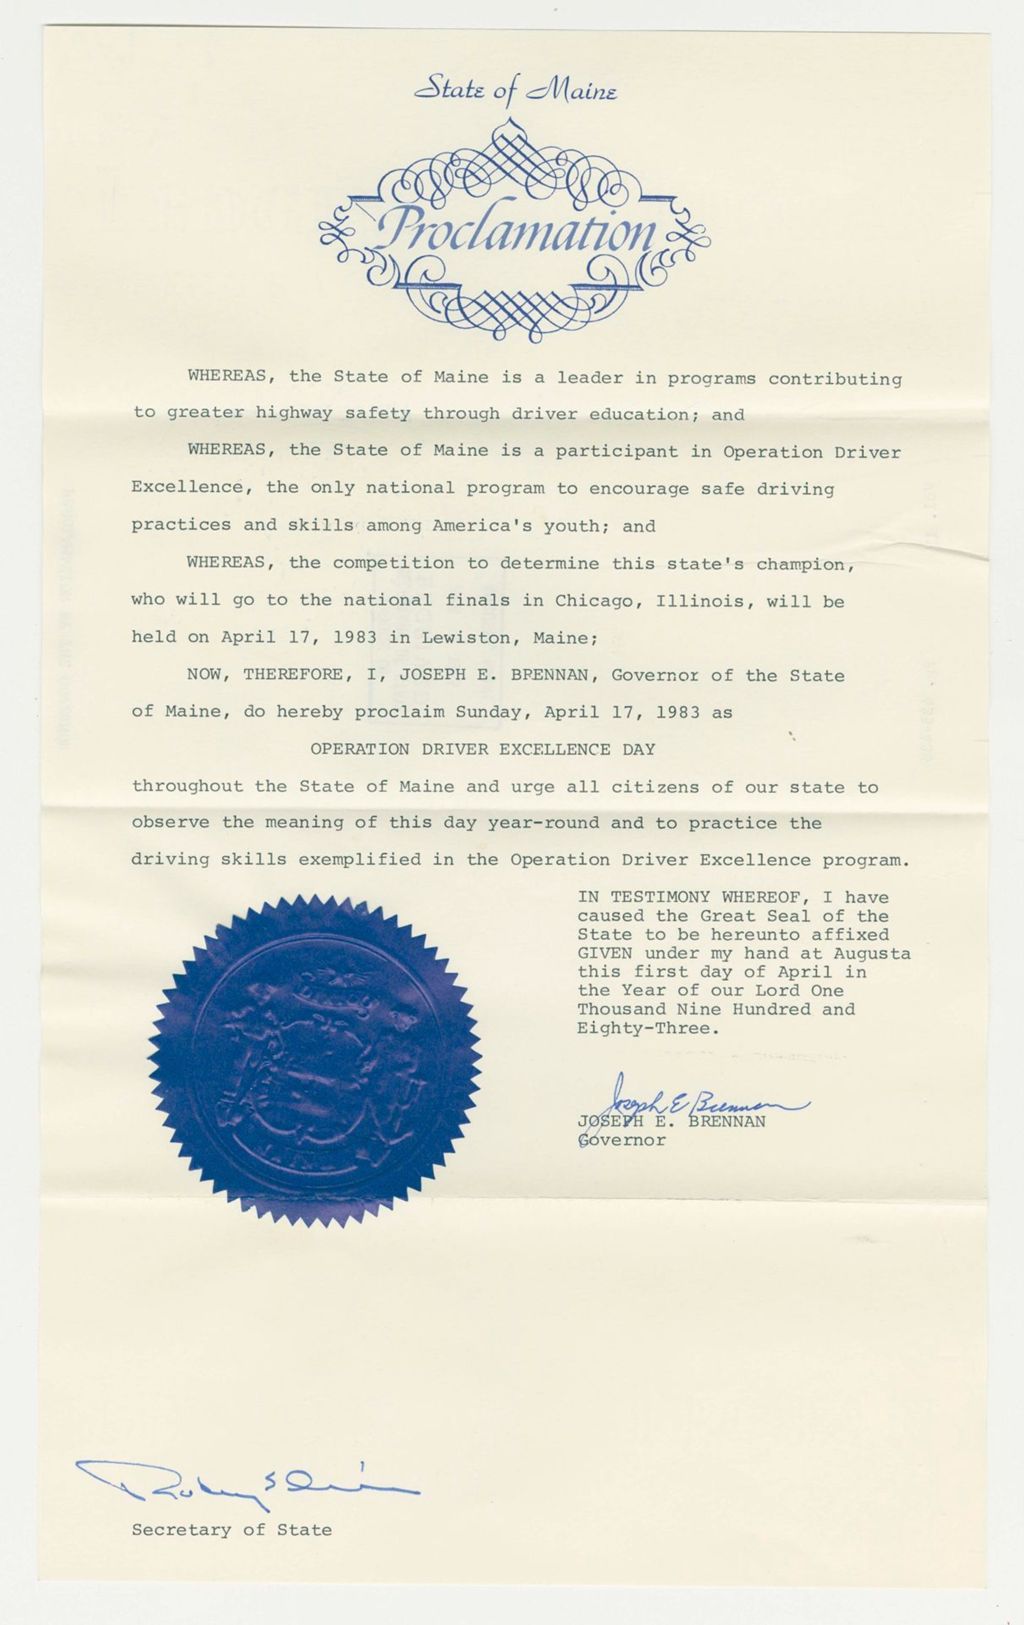 State of Maine
Proclamation
WHEREAS, the State of Maine is a leader in programs contributing
to greater highway safety through driver education; and
WHEREAS, the State of Maine is a participant in Operation Driver
Excellence, the only national program to encourage safe driving
practices and skills among America's youth; and
WHEREAS, the competition to determine this state's champion,
who will go to the national finals in Chicago, Illinois, will be
held on April 17, 1983 in Lewiston, Maine;
NOW, THEREFORE, I, JOSEPH E. BRENNAN, Governor of the State
of Maine, do hereby proclaim Sunday, April 17, 1983 as
OPERATION DRIVER EXCELLENCE DAY
throughout the State of Maine and urge all citizens of our state to
observe the meaning of this day year-round and to practice the
driving skills exemplified in the Operation Driver Excellence program.
IN TESTIMONY WHEREOF, I have
caused the Great Seal of the
State to be hereunto affixed
GIVEN under my hand at Augusta
this first day of April in
the Year of our Lord One
Thousand Nine Hundred and
Eighty-Three.
Joseph E Brennan
JOSEPH E. BRENNAN
Governor
Secretary of State